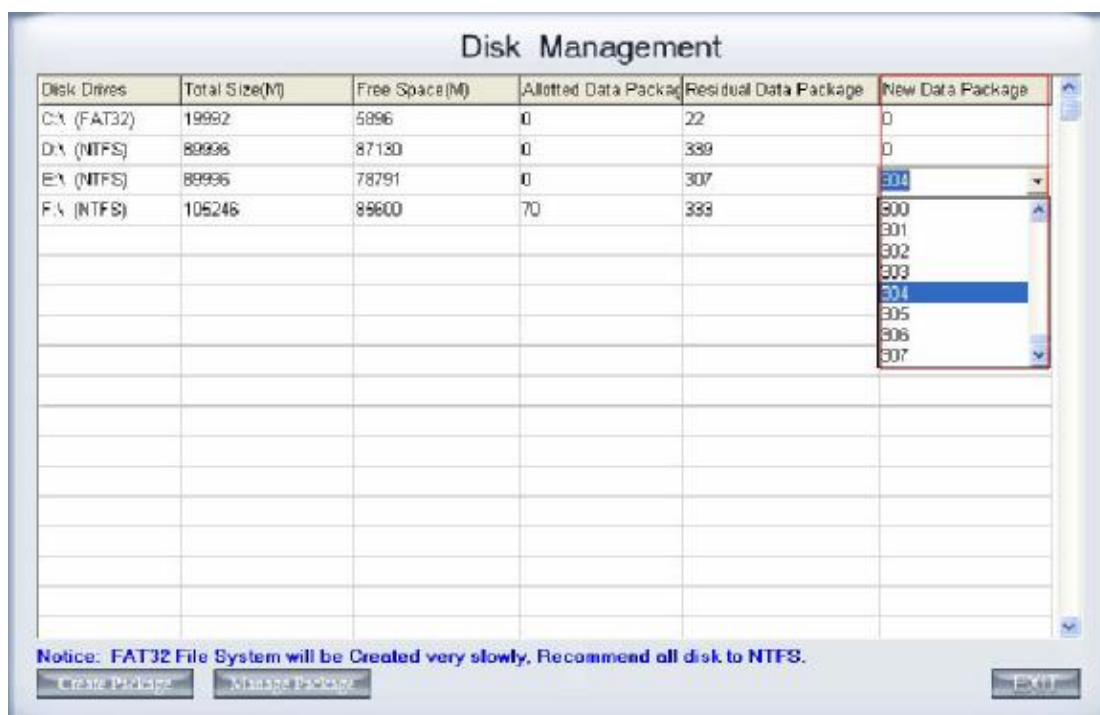 Disk Management
Disk Drives Total Size(M) Free Space(M) Allotted Data Packag Residual Data Package New Data Package
C:\ (FAT32) 19992 5896 0 22 0
D:\ (NTFS) 89996 87130 0 339 0
E:\ (NTFS) 89996 78791 0 307 304
F:\ (NTFS) 105246 85600 70 333
300
301
302
303
304
305
306
307
Notice: FAT32 File System will be Created very slowly, Recommend all disk to NTFS.
Create Package Manage Package EXIT